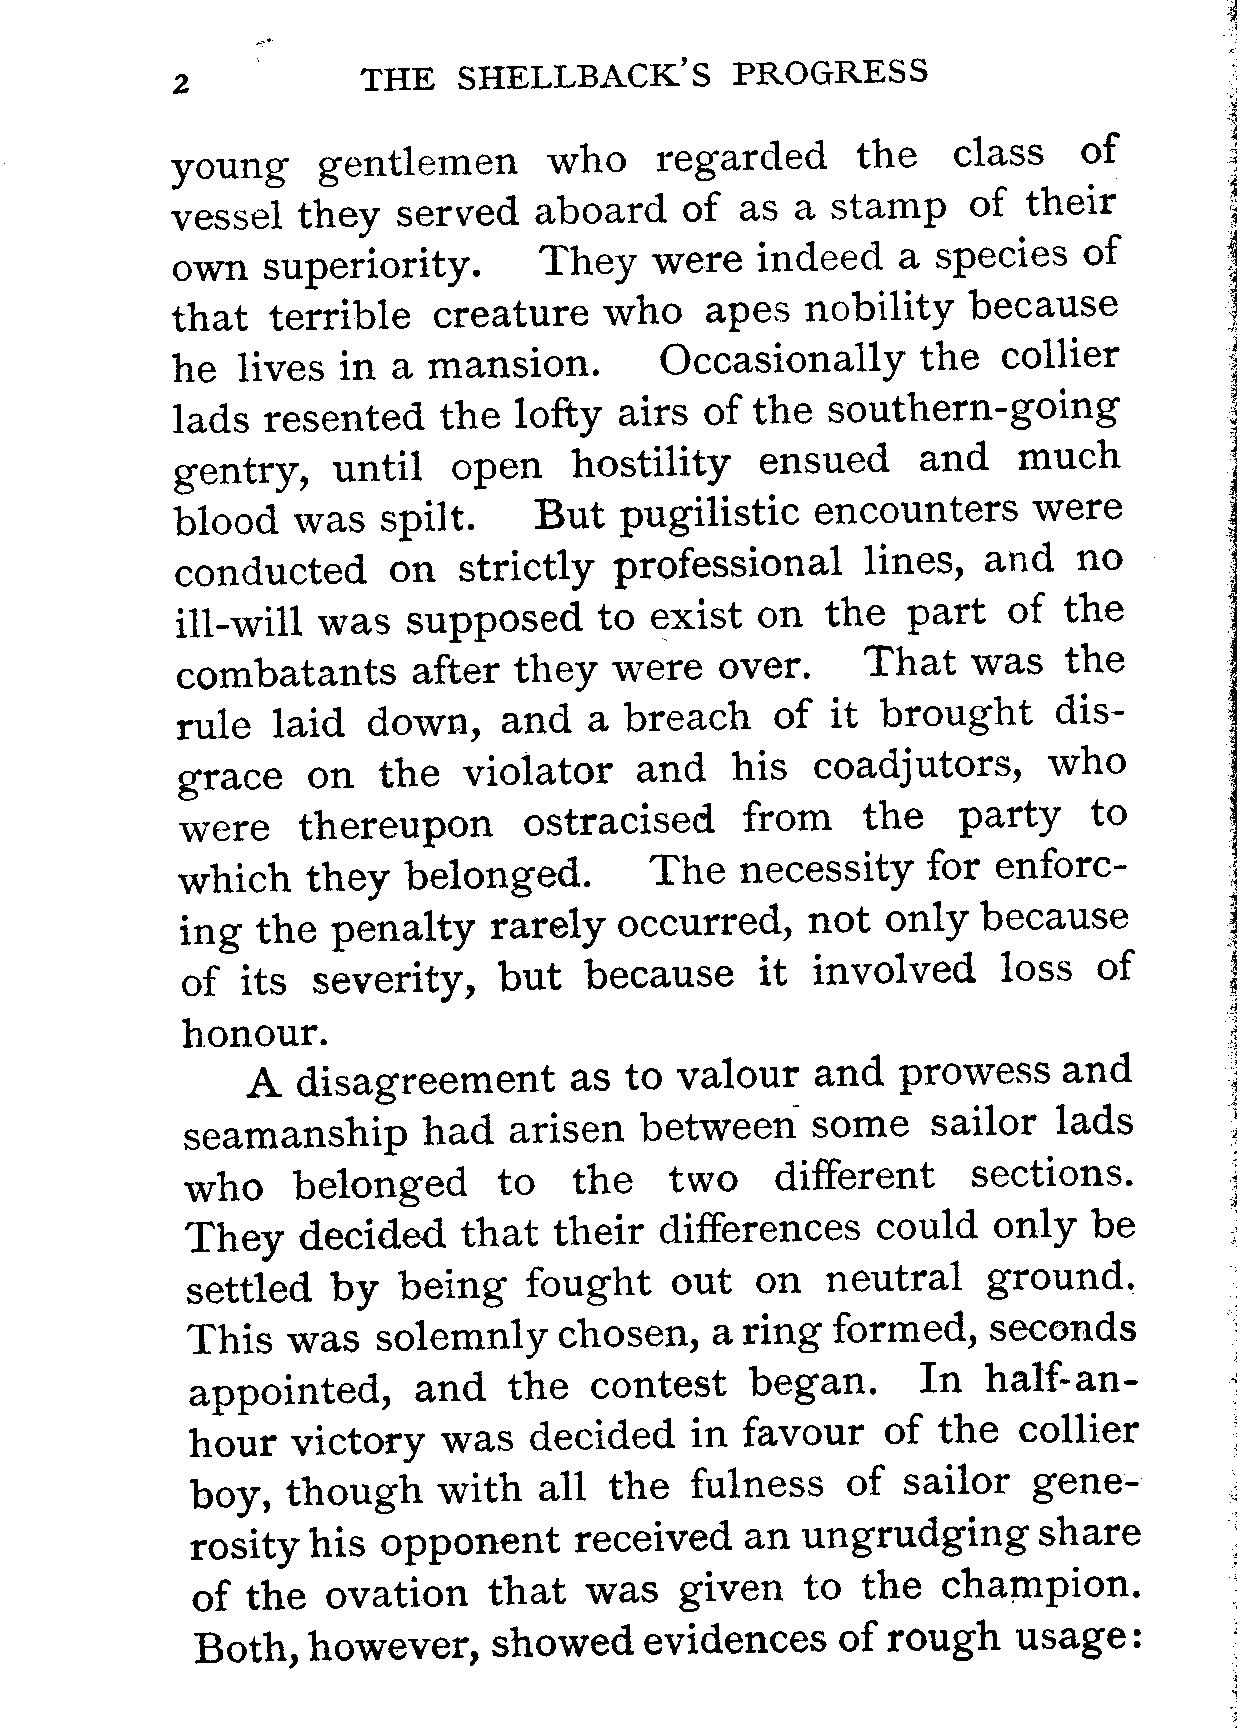 2 THE SHELLBACK'S PROGRESS
young gentlemen who regarded the class of
vessel they served aboard of as a stamp of their
own superiority. They were indeed a species of
that terrible creature who apes nobility because
he lives in a mansion. Occasionally the collier
lads resented the lofty airs of the southern-going
gentry, until open hostility ensued and much
blood was spilt. But pugilistic encounters were
conducted on strictly professional lines, and no
ill-will was supposed to exist on the part of the
combatants after they were over. That was the
rule laid down, and a breach of it brought dis-
grace on the violator and his coadjutors, who
were thereupon ostracised from the party to
which they belonged. The necessity for enforc-
ing the penalty rarely occurred, not only because
of its severity, but because it involved loss of
honour.
A disagreement as to valour and prowess and
seamanship had arisen between some sailor lads
who belonged to the two different sections.
They decided that their differences could only be
settled by being fought out on neutral ground.
This was solemnly chosen, a ring formed, seconds
appointed, and the contest began. In half-an-
hour victory was decided in favour of the collier
boy, though with all the fulness of sailor gene-
rosity his opponent received an ungrudging share
of the ovation that was given to the champion.
Both, however, showed evidences of rough usage: